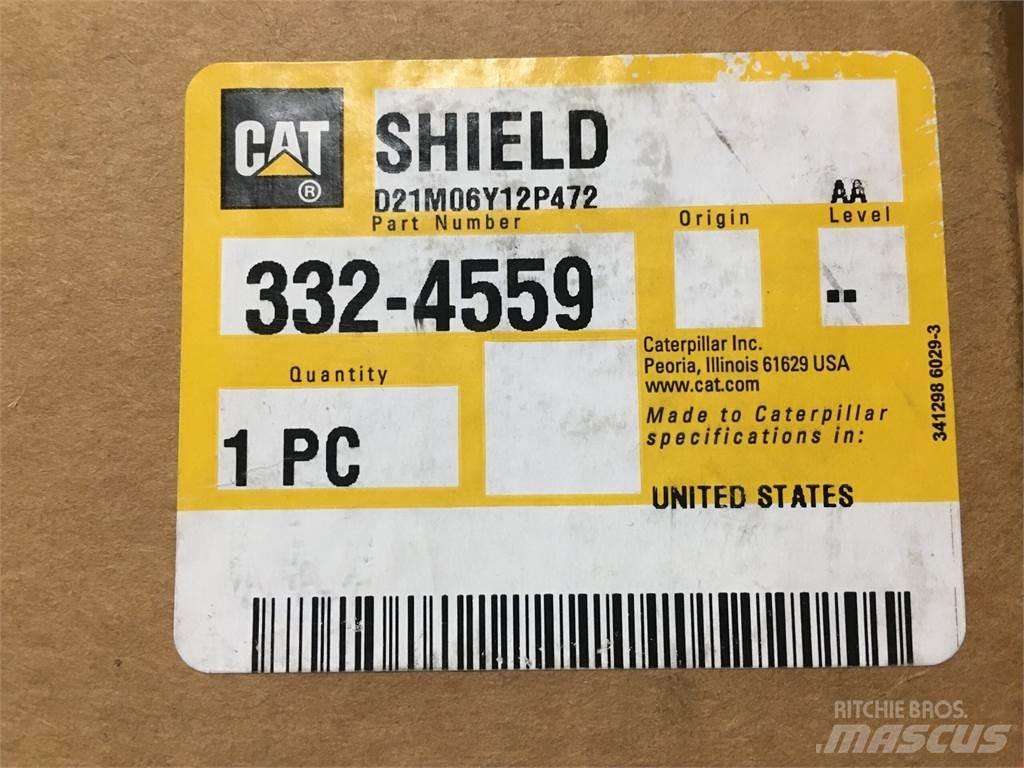 CAT
®
SHIELD
D21M06Y12P472
AA
Part Number
Origin
Level
332-4559
--
Quantity
1 PC
Caterpillar Inc.
Peoria, Illinois 61629 USA
www.cat.com
Made to Caterpillar
specifications in:
UNITED STATES
341298 6029-3
RITCHIE BROS.
MASCUS